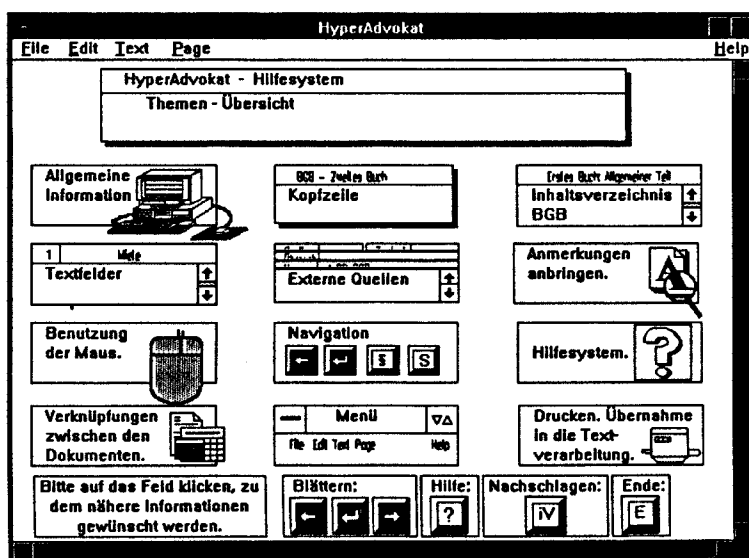 HyperAdvokat
File Edit Text Page Help
HyperAdvokat - Hilfesystem
Themen - Übersicht
Allgemeine
Information
BGB - Zweites Buch
Kopfzeile
Erstes Buch: Allgemeiner Teil
Inhaltsverzeichnis
BGB
1 Miete
Textfelder
Externe Quellen
Anmerkungen
anbringen.
A
Benutzung
der Maus.
Navigation
← ↵ § S
Hilfesystem.
?
Verknüpfungen
zwischen den
Dokumenten.
Menü
File Edit Text Page Help
Drucken. Übernahme
in die Text-
verarbeitung.
Bitte auf das Feld klicken, zu
dem nähere Informationen
gewünscht werden.
Blättern:
← ↵ →
Hilfe:
?
Nachschlagen:
IV
Ende:
E